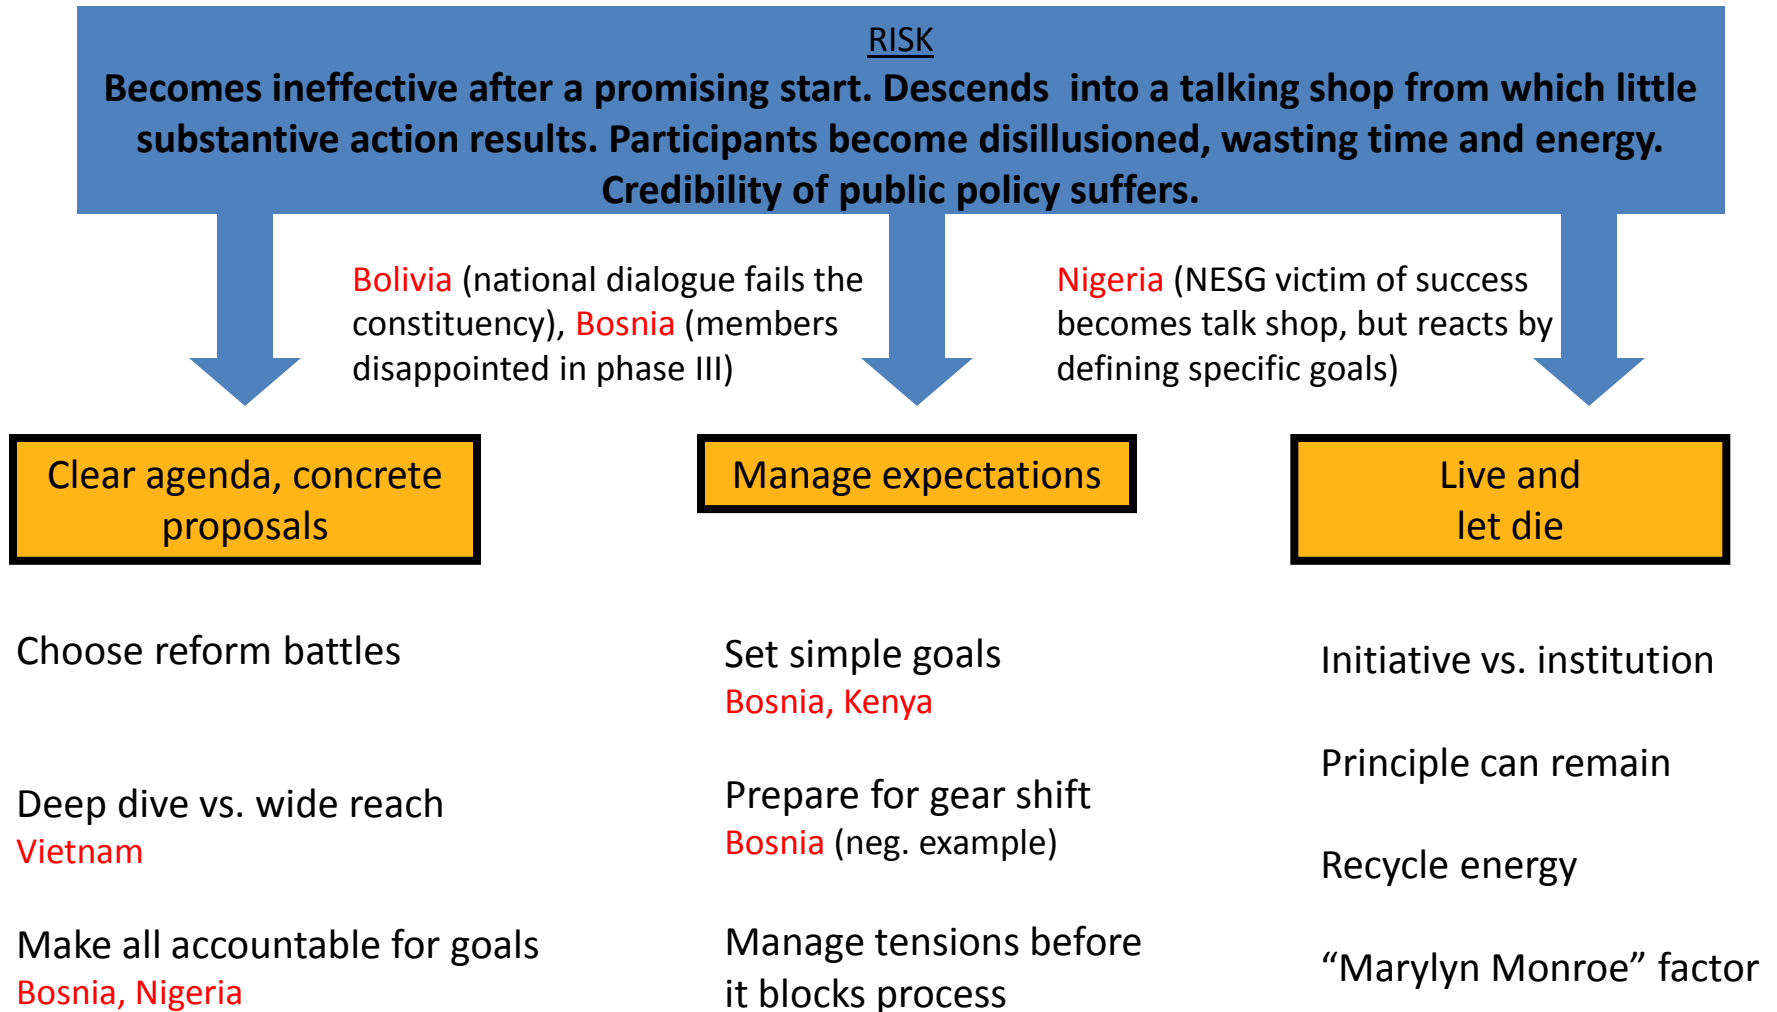 RISK
Becomes ineffective after a promising start. Descends into a talking shop from which little
substantive action results. Participants become disillusioned, wasting time and energy.
Credibility of public policy suffers.
Bolivia (national dialogue fails the
constituency), Bosnia (members
disappointed in phase III)
Nigeria (NESG victim of success
becomes talk shop, but reacts by
defining specific goals)
Clear agenda, concrete
proposals
Choose reform battles
Deep dive vs. wide reach
Vietnam
Make all accountable for goals
Bosnia, Nigeria
Manage expectations
Set simple goals
Bosnia, Kenya
Prepare for gear shift
Bosnia (neg. example)
Manage tensions before
it blocks process
Live and
let die
Initiative vs. institution
Principle can remain
Recycle energy
“Marylyn Monroe” factor